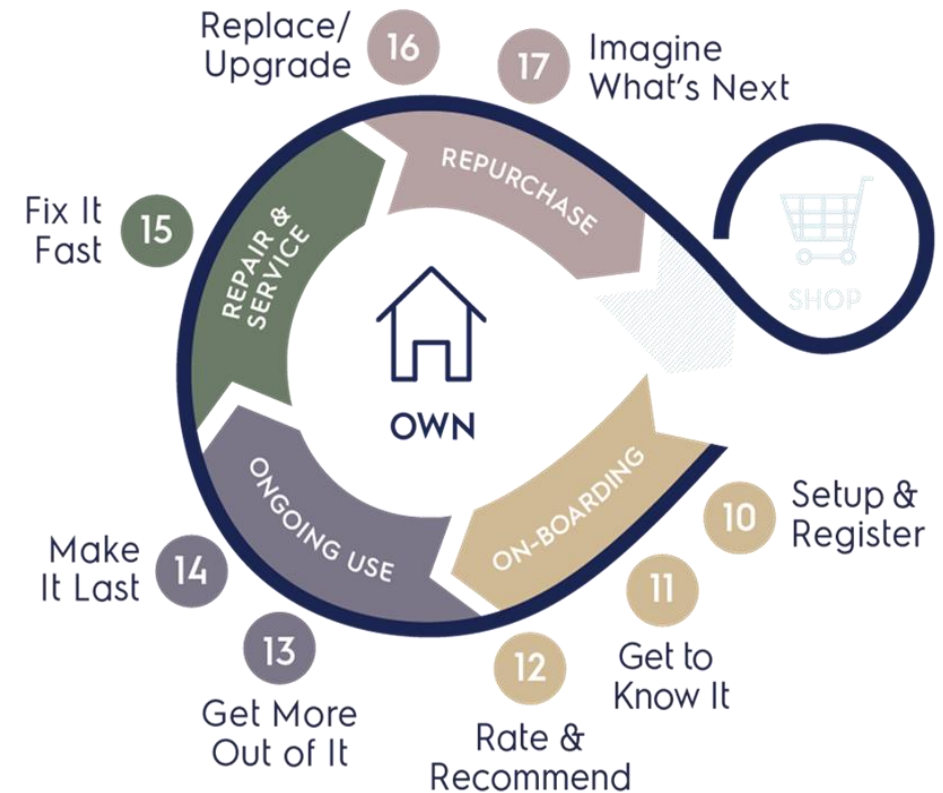 Replace/
Upgrade
16
17
Imagine
What's Next
REPURCHASE
SHOP
Fix It
Fast
15
REPAIR &
SERVICE
OWN
ONGOING USE
ON-BOARDING
10
Setup &
Register
11
Get to
Know It
12
Rate &
Recommend
13
Get More
Out of It
14
Make
It Last